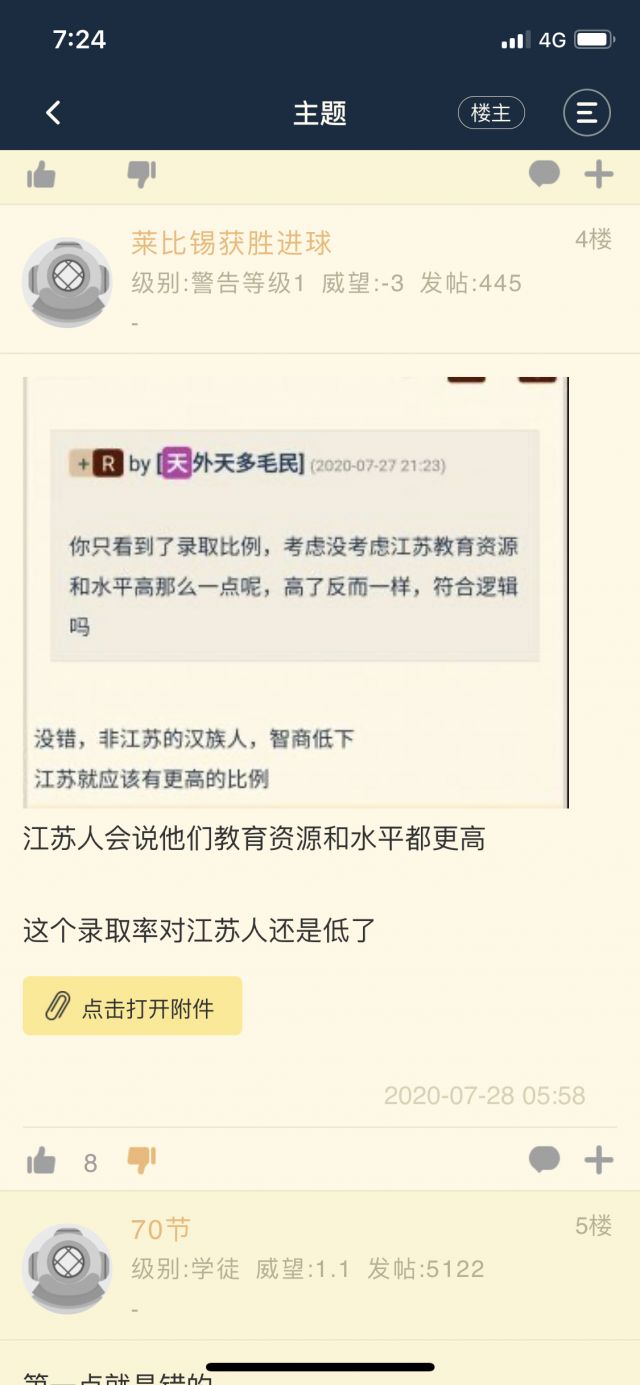 7:24
4G
主题
楼主
莱比锡获胜进球
4楼
级别:警告等级1 威望:-3 发帖:445
-
+R by [天外天多毛民] (2020-07-27 21:23)
你只看到了录取比例，考虑没考虑江苏教育资源
和水平高那么一点呢，高了反而一样，符合逻辑
吗
没错，非江苏的汉族人，智商低下
江苏就应该有更高的比例
江苏人会说他们教育资源和水平都更高
这个录取率对江苏人还是低了
点击打开附件
2020-07-28 05:58
8
70节
5楼
级别:学徒 威望:1.1 发帖:5122
-
第一点就是错的